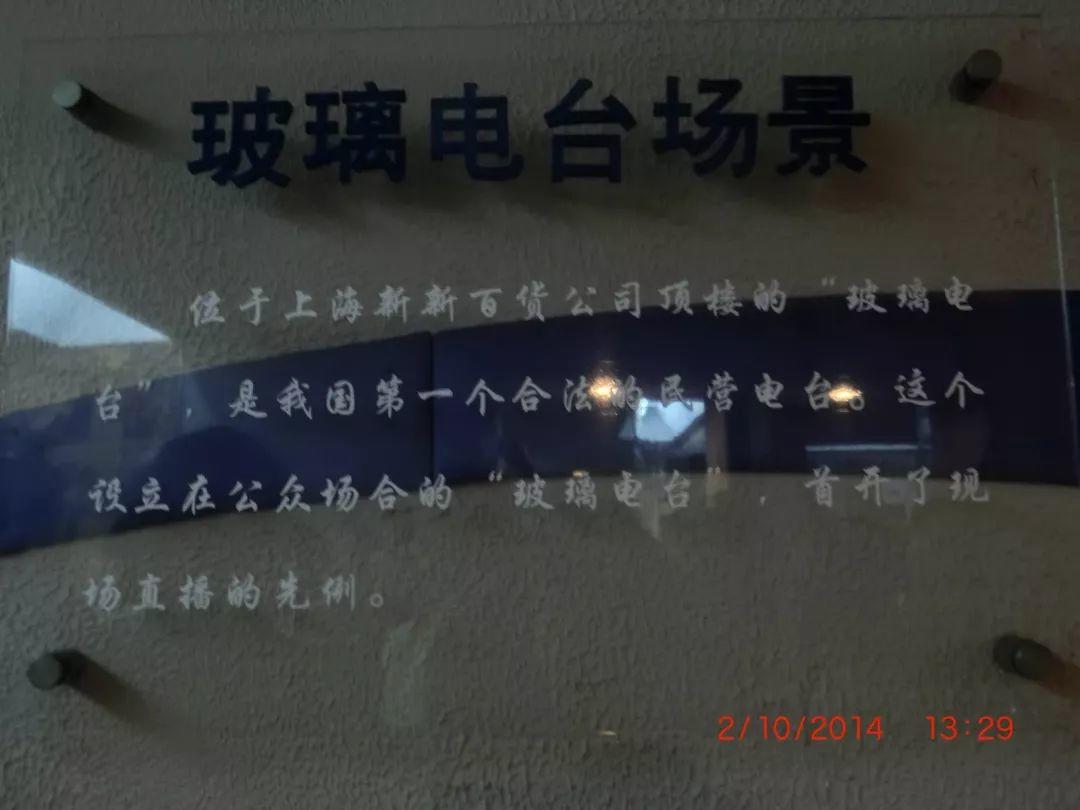 玻璃电台场景
位于上海新新百货公司顶楼的“玻璃电
台”，是我国第一个合法的民营电台。这个
设立在公众场合的“玻璃电台”，首开了现
场直播的先例。
2/10/2014 13:29